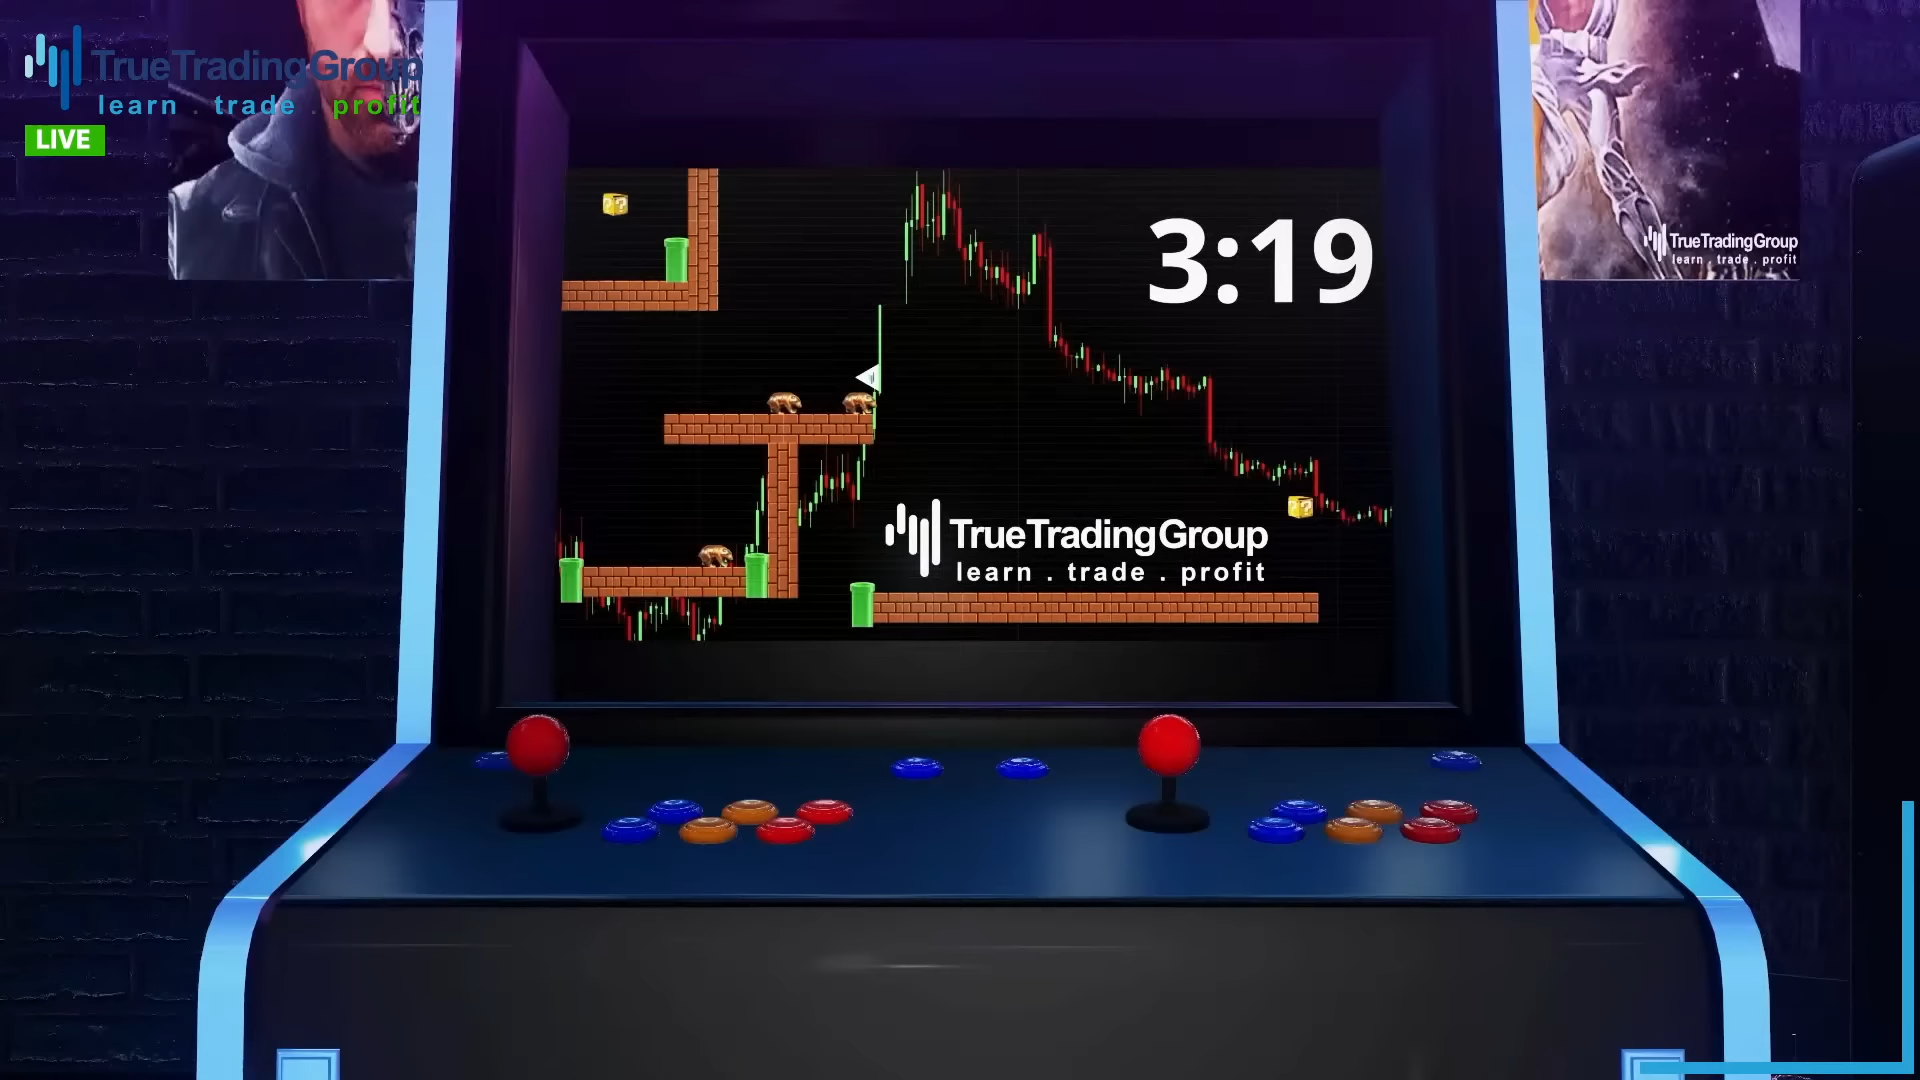 TrueTradingGroup
learn . trade . profit
LIVE
3:19
TrueTradingGroup
learn . trade . profit
TrueTradingGroup
learn . trade . profit